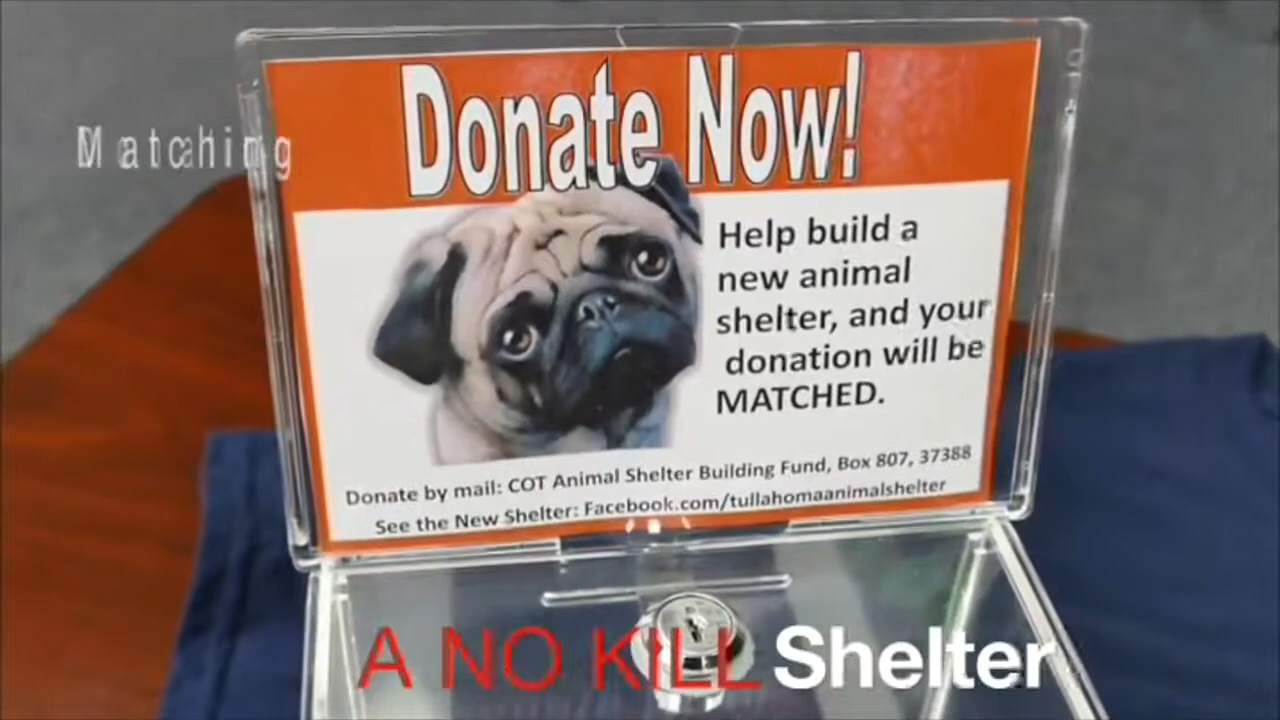 Donate Now!
Matching
Help build a
new animal
shelter, and your
donation will be
MATCHED.
Donate by mail: COT Animal Shelter Building Fund, Box 807, 37388
See the New Shelter: Facebook.com/tullahomaanimalshelter
A NO KILL Shelter